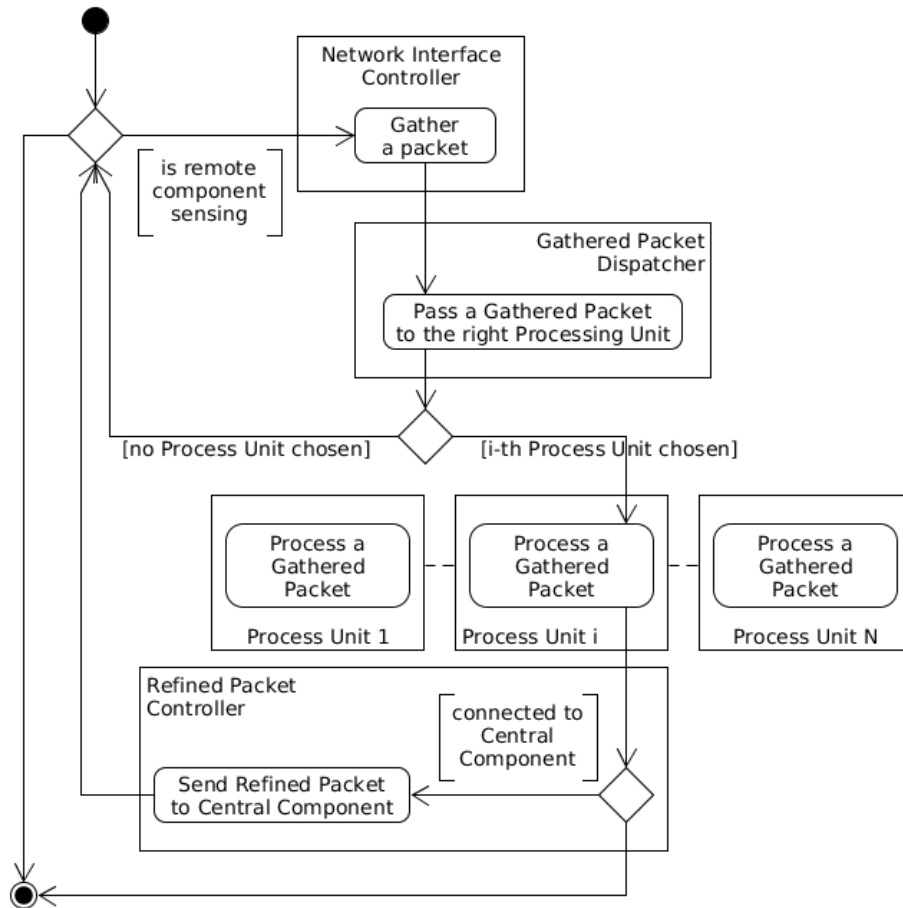 Network Interface
Controller
Gather
a packet
is remote
component
sensing
Gathered Packet
Dispatcher
Pass a Gathered Packet
to the right Processing Unit
[no Process Unit chosen]
[i-th Process Unit chosen]
Process a
Gathered
Packet
Process Unit 1
Process a
Gathered
Packet
Process Unit i
Process a
Gathered
Packet
Process Unit N
Refined Packet
Controller
connected to
Central
Component
Send Refined Packet
to Central Component